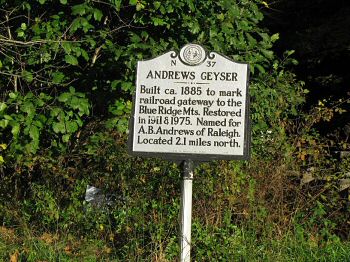 N 37
ANDREWS GEYSER
Built ca. 1885 to mark
railroad gateway to the
Blue Ridge Mts. Restored
in 1911 & 1975. Named for
A.B. Andrews of Raleigh.
Located 2.1 miles north.